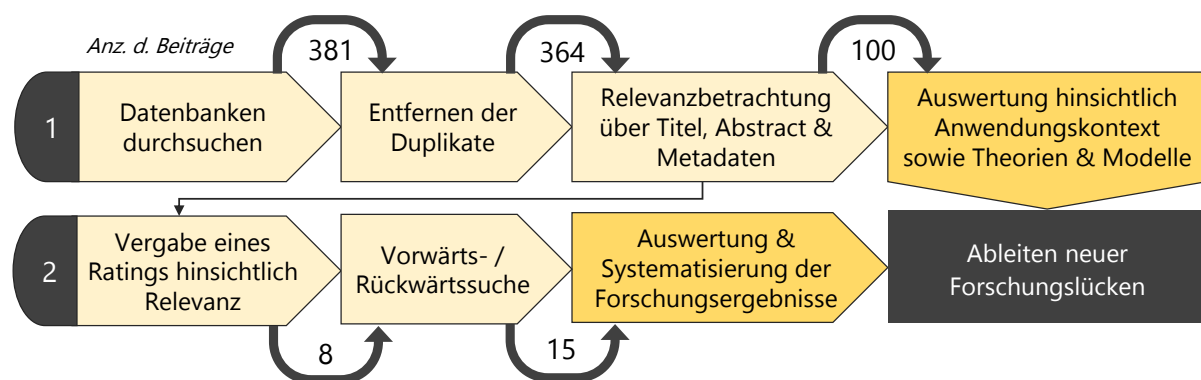 Anz. d. Beiträge
381
364
100
1
Datenbanken
durchsuchen
Entfernen der
Duplikate
Relevanzbetrachtung
über Titel, Abstract &
Metadaten
Auswertung hinsichtlich
Anwendungskontext
sowie Theorien & Modelle
2
Vergabe eines
Ratings hinsichtlich
Relevanz
Vorwärts- /
Rückwärtssuche
Auswertung &
Systematisierung der
Forschungsergebnisse
Ableiten neuer
Forschungslücken
8
15